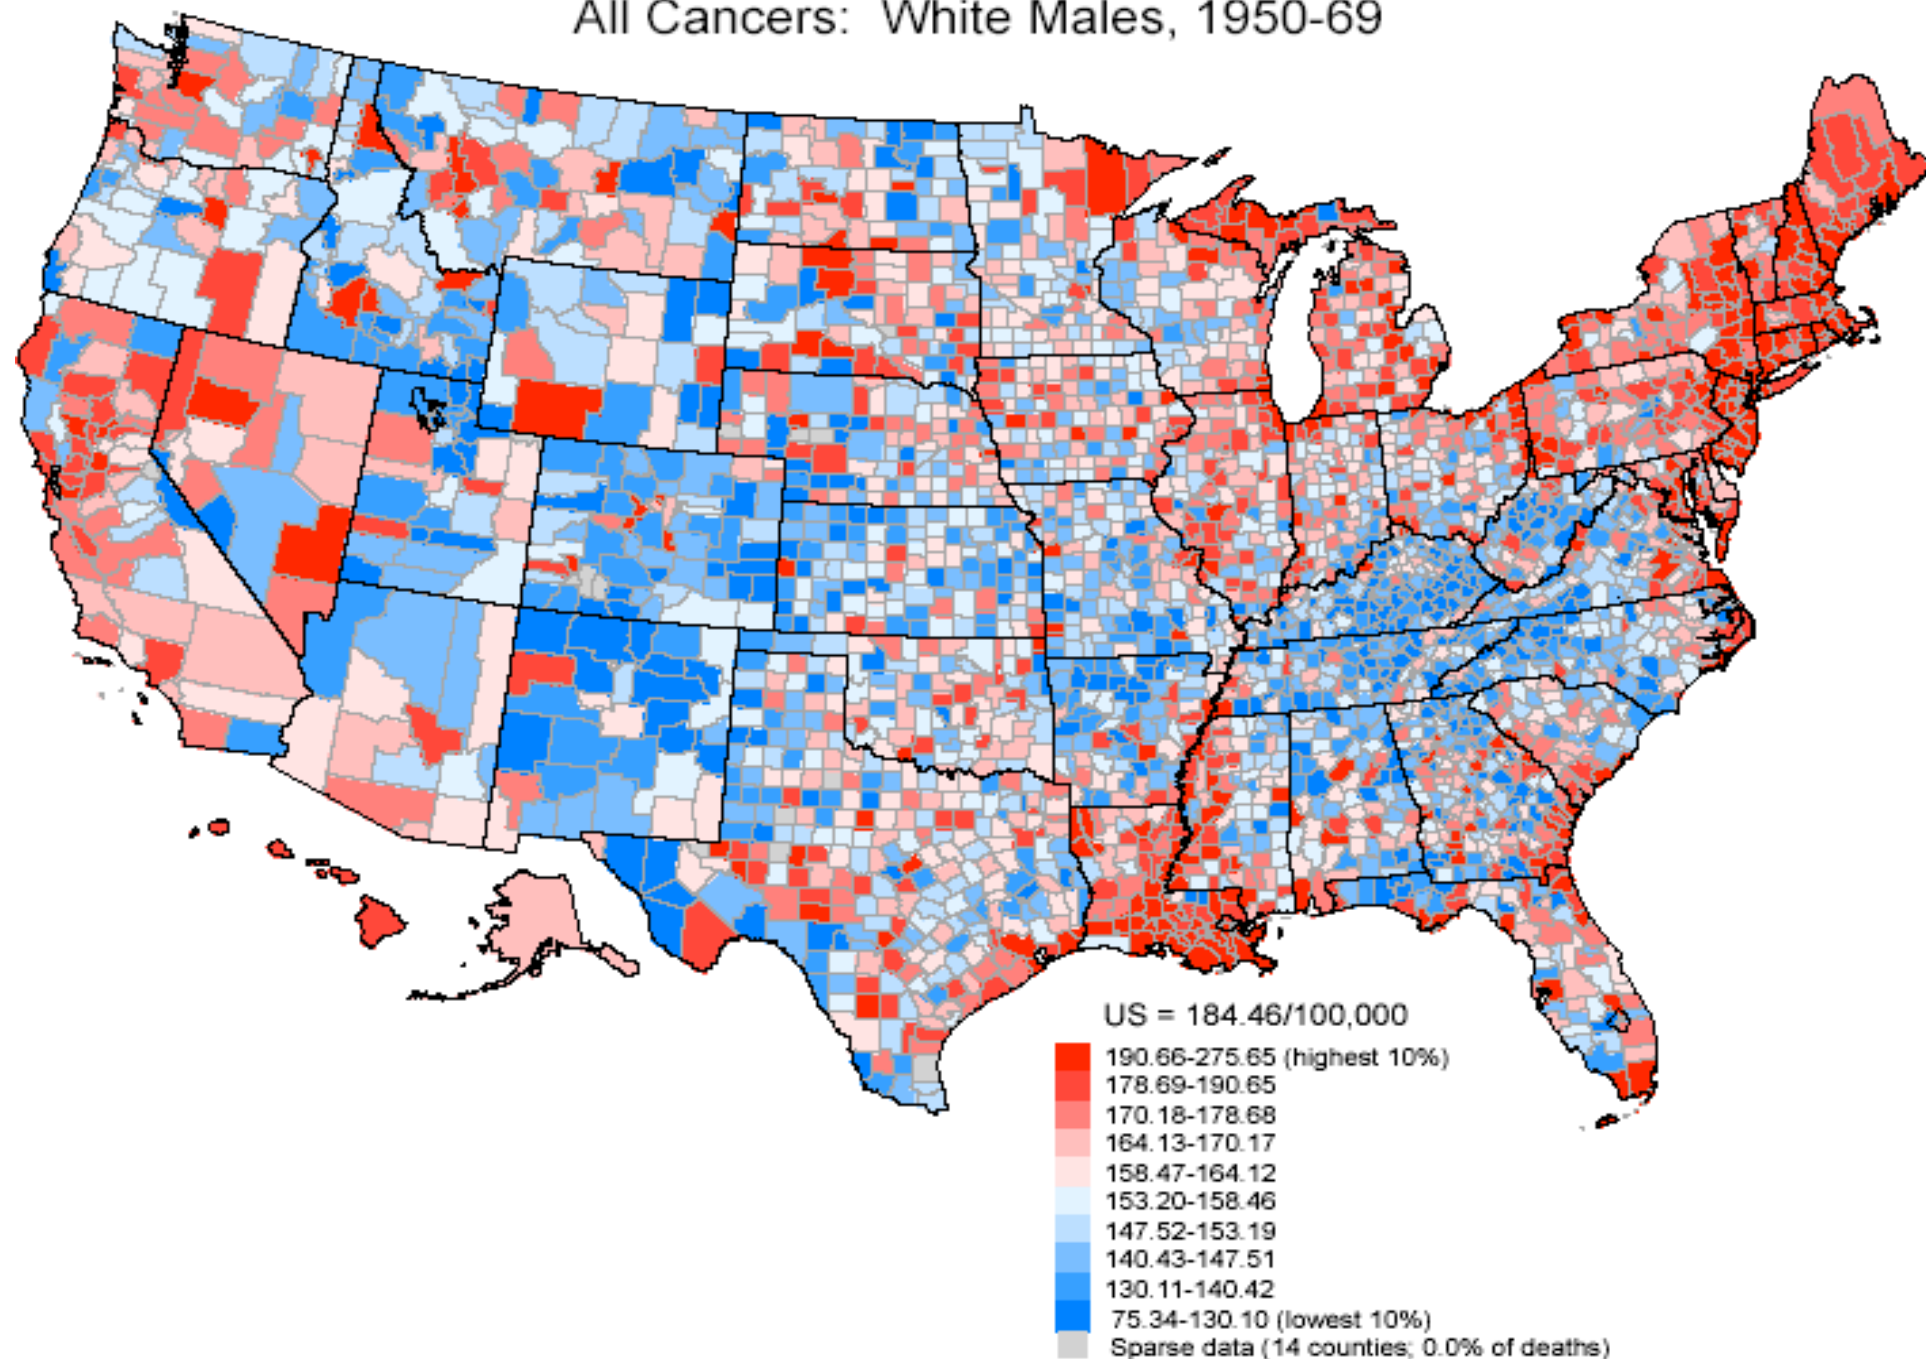 All Cancers: White Males, 1950-69
US = 184.46/100,000
190.66-275.65 (highest 10%)
178.69-190.65
170.18-178.68
164.13-170.17
158.47-164.12
153.20-158.46
147.52-153.19
140.43-147.51
130.11-140.42
75.34-130.10 (lowest 10%)
Sparse data (14 counties; 0.0% of deaths)